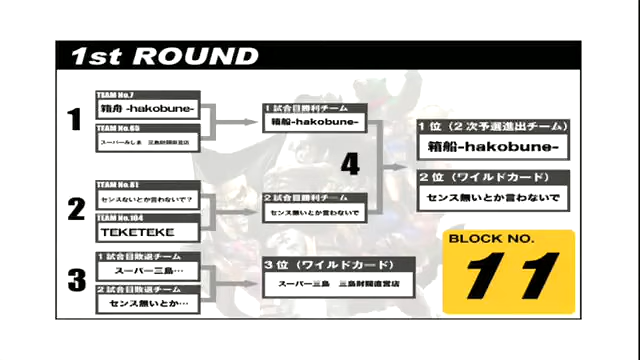 1st ROUND
1
TEAM No.7
箱舟 -hakobune-
TEAM No.65
スーパーみしま 三島財閥直営店
1試合目勝利チーム
箱船-hakobune-
2
TEAM No.81
センスないとか言わないで？
TEAM No.104
TEKETEKE
2試合目勝利チーム
センス無いとか言わないで
4
1位（2次予選進出チーム）
箱船-hakobune-
2位（ワイルドカード）
センス無いとか言わないで
3
1試合目敗退チーム
スーパー三島…
2試合目敗退チーム
センス無いとか…
3位（ワイルドカード）
スーパー三島 三島財閥直営店
BLOCK NO.
11